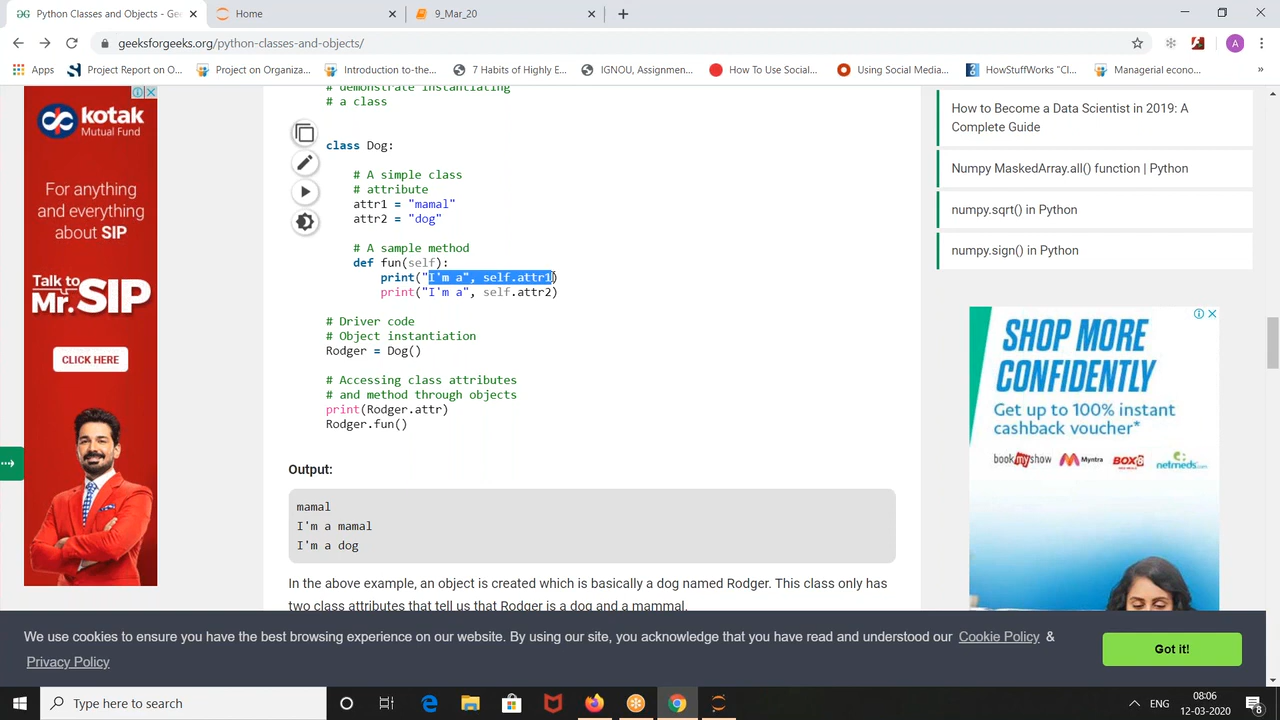 Python Classes and Objects - Ge
Home
9_Mar_20
geeksforgeeks.org/python-classes-and-objects/
A
Apps
Project Report on O...
Project on Organiza...
Introduction to-the...
7 Habits of Highly E...
IGNOU, Assignmen...
How To Use Social...
Using Social Media...
HowStuffWorks "Cl...
Managerial econo...
»
kotak
Mutual Fund
For anything
and everything
about SIP
Talk to
Mr. SIP
CLICK HERE
# demonstrate instantiating
# a class
class Dog:
# A simple class
# attribute
attr1 = "mamal"
attr2 = "dog"
# A sample method
def fun(self):
print("I'm a", self.attr1)
print("I'm a", self.attr2)
# Driver code
# Object instantiation
Rodger = Dog()
# Accessing class attributes
# and method through objects
print(Rodger.attr)
Rodger.fun()
Output:
mamal
I'm a mamal
I'm a dog
In the above example, an object is created which is basically a dog named Rodger. This class only has
two class attributes that tell us that Rodger is a dog and a mammal.
How to Become a Data Scientist in 2019: A
Complete Guide
Numpy MaskedArray.all() function | Python
numpy.sqrt() in Python
numpy.sign() in Python
SHOP MORE
CONFIDENTLY
Get up to 100% instant
cashback voucher*
bookmyshow
Myntra
BOX8
netmeds.com
We use cookies to ensure you have the best browsing experience on our website. By using our site, you acknowledge that you have read and understood our Cookie Policy &
Privacy Policy
Got it!
Type here to search
ENG
08:06
12-03-2020
8